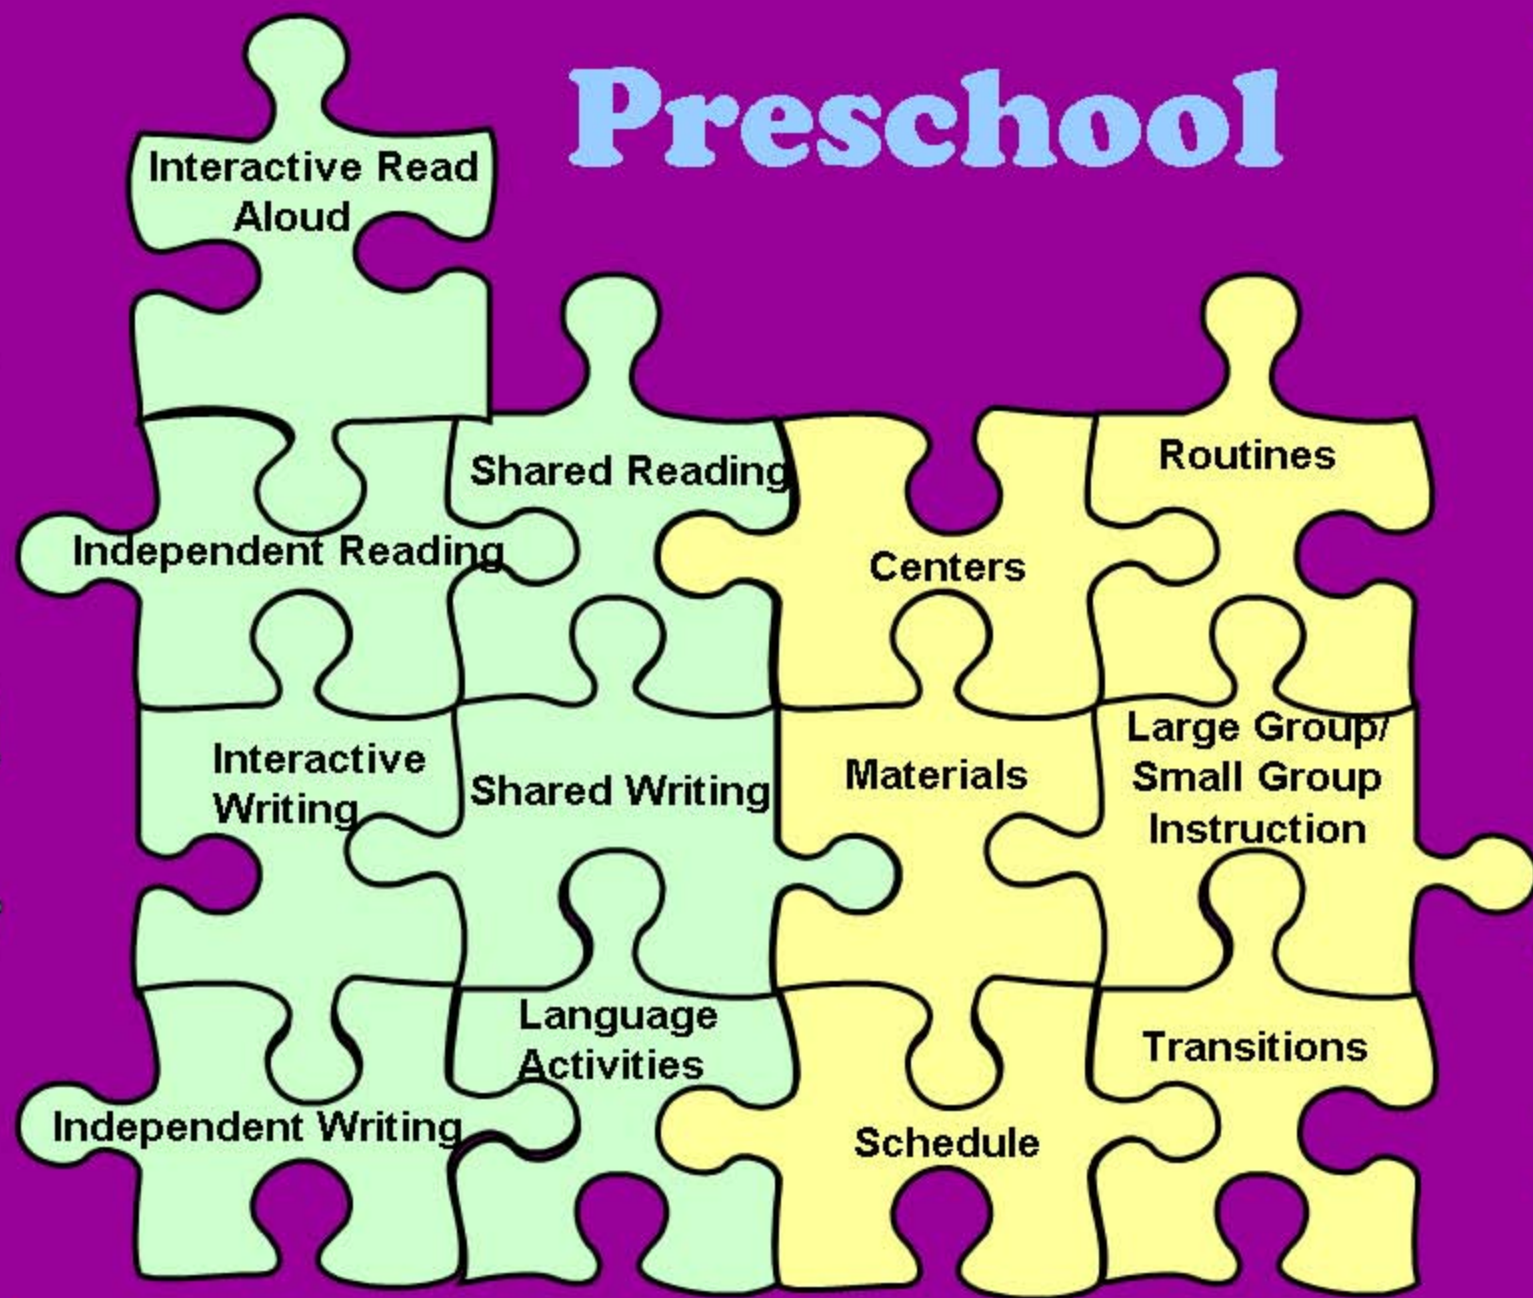 Preschool
Interactive Read
Aloud
Shared Reading
Routines
Independent Reading
Centers
Interactive
Writing
Shared Writing
Materials
Large Group/
Small Group
Instruction
Language
Activities
Transitions
Independent Writing
Schedule